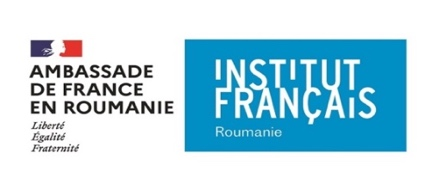 AMBASSADE
DE FRANCE
EN ROUMANIE
Liberté
Égalité
Fraternité
INSTITUT
FRANÇAIS
Roumanie